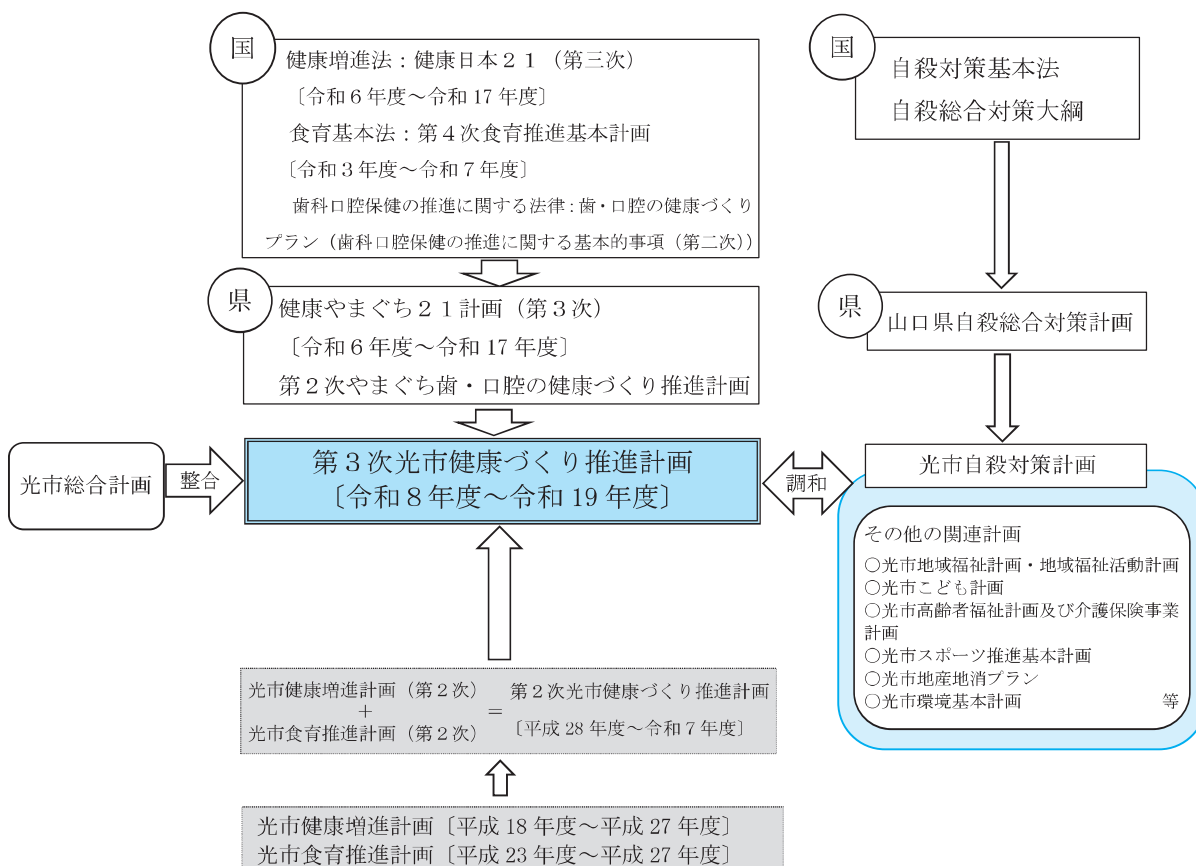 国
健康増進法：健康日本２１（第三次）
〔令和６年度～令和 17 年度〕
食育基本法：第４次食育推進基本計画
〔令和３年度～令和７年度〕
歯科口腔保健の推進に関する法律：歯・口腔の健康づくり
プラン（歯科口腔保健の推進に関する基本的事項（第二次））
県
健康やまぐち２１計画（第３次）
〔令和６年度～令和 17 年度〕
第２次やまぐち歯・口腔の健康づくり推進計画
国
自殺対策基本法
自殺総合対策大綱
県
山口県自殺総合対策計画
光市総合計画
整合
第３次光市健康づくり推進計画
〔令和８年度～令和 19 年度〕
調和
光市自殺対策計画
その他の関連計画
○光市地域福祉計画・地域福祉活動計画
○光市こども計画
○光市高齢者福祉計画及び介護保険事業
計画
○光市スポーツ推進基本計画
○光市地産地消プラン
○光市環境基本計画 等
光市健康増進計画（第２次）
＋
光市食育推進計画（第２次）
＝
第２次光市健康づくり推進計画
〔平成 28 年度～令和７年度〕
光市健康増進計画〔平成 18 年度～平成 27 年度〕
光市食育推進計画〔平成 23 年度～平成 27 年度〕